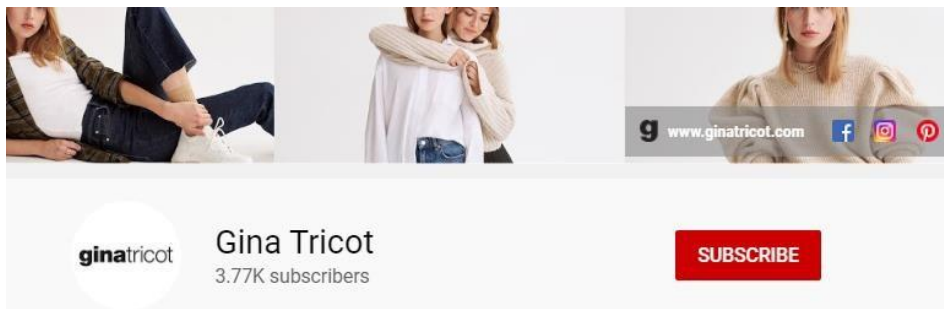 g www.ginatricot.com
ginatricot
Gina Tricot
3.77K subscribers
SUBSCRIBE